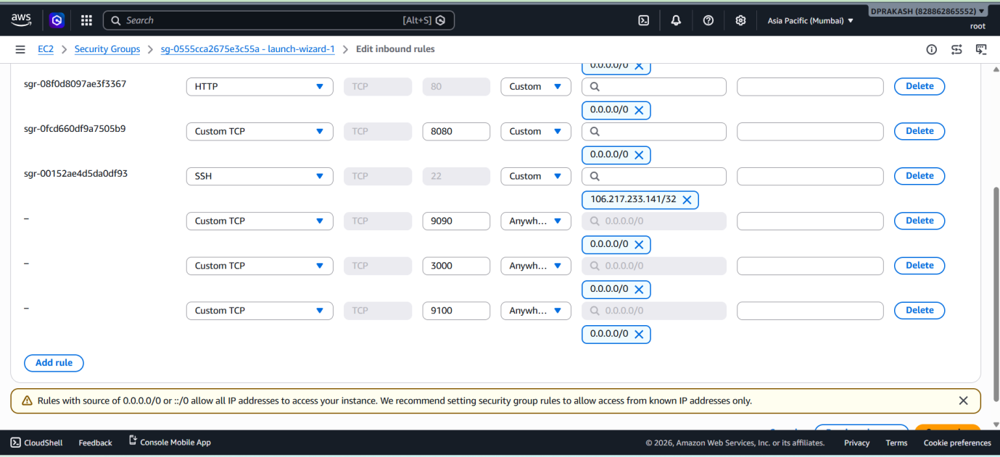 aws
Search [Alt+S]
Asia Pacific (Mumbai)
DPRAKASH (828862865552)
root
EC2 > Security Groups > sg-0555cca2675e3c55a - launch-wizard-1 > Edit inbound rules
0.0.0.0/0
sgr-08f0d8097ae3f3367 HTTP TCP 80 Custom Delete
0.0.0.0/0
sgr-0fcd660df9a7505b9 Custom TCP TCP 8080 Custom Delete
0.0.0.0/0
sgr-00152ae4d5da0df93 SSH TCP 22 Custom Delete
106.217.233.141/32
– Custom TCP TCP 9090 Anywh... 0.0.0.0/0 Delete
0.0.0.0/0
– Custom TCP TCP 3000 Anywh... 0.0.0.0/0 Delete
0.0.0.0/0
– Custom TCP TCP 9100 Anywh... 0.0.0.0/0 Delete
0.0.0.0/0
Add rule
Rules with source of 0.0.0.0/0 or ::/0 allow all IP addresses to access your instance. We recommend setting security group rules to allow access from known IP addresses only.
CloudShell Feedback Console Mobile App © 2026, Amazon Web Services, Inc. or its affiliates. Privacy Terms Cookie preferences